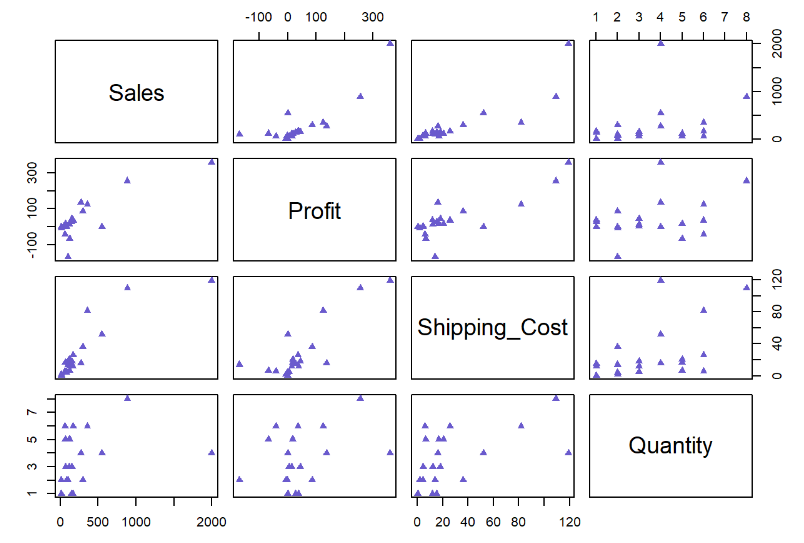 -100 0 100 300
1 2 3 4 5 6 7 8
Sales
0 1000 2000
-100 100 300
Profit
Shipping_Cost
0 40 80 120
1 3 5 7
Quantity
0 500 1000 2000
0 20 40 60 80 120